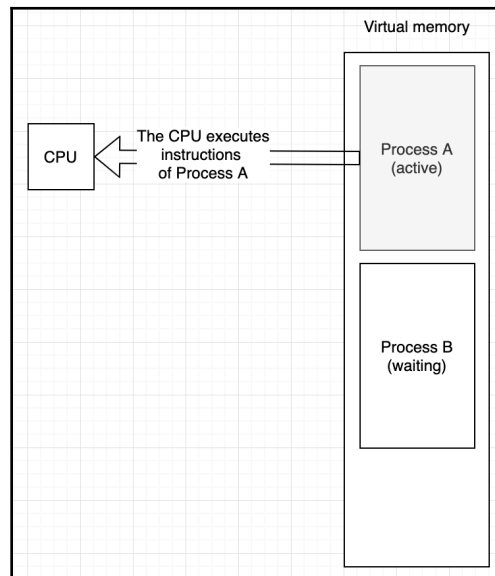 Virtual memory
CPU
The CPU executes
instructions
of Process A
Process A
(active)
Process B
(waiting)